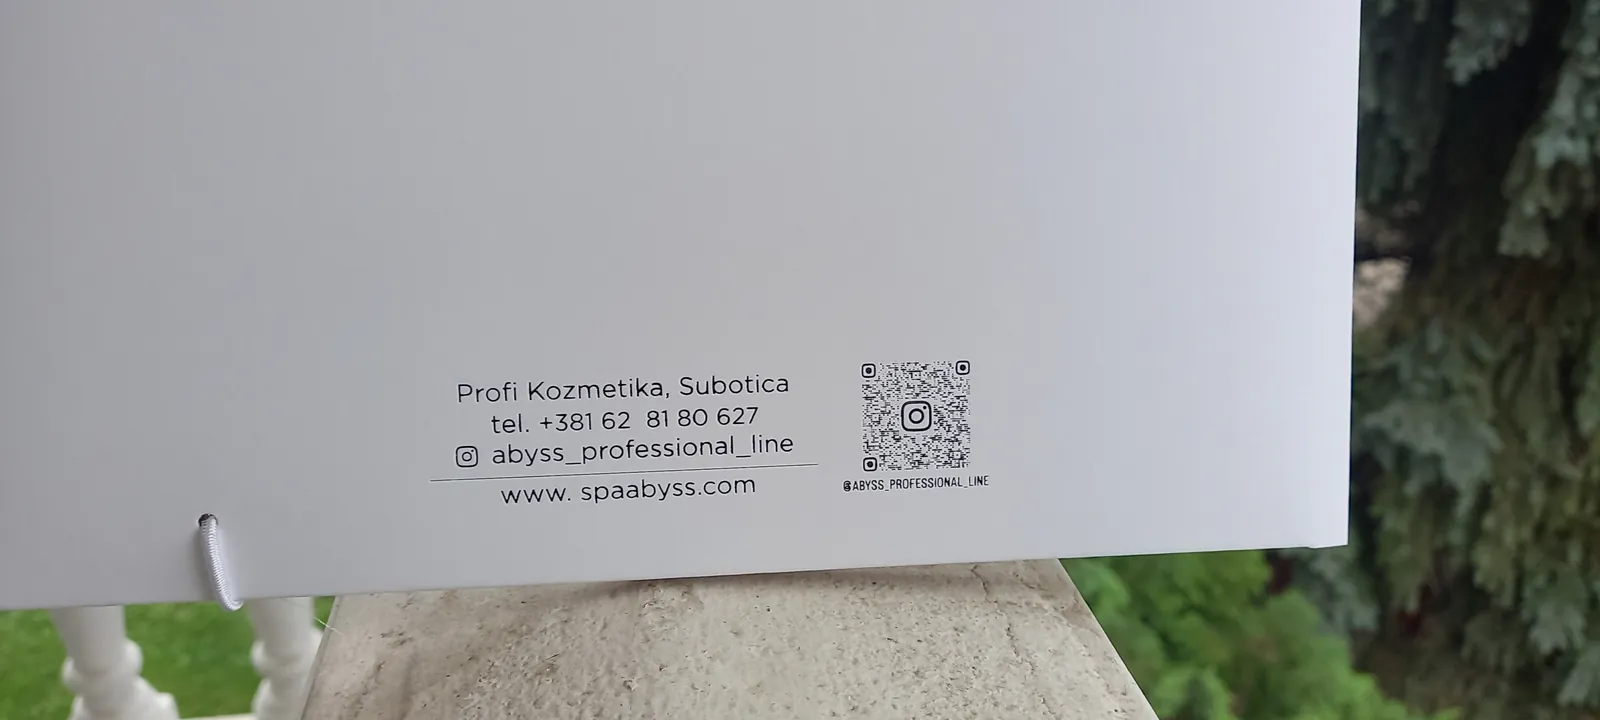 Profi Kozmetika, Subotica
tel. +381 62 81 80 627
abyss_professional_line
www. spaabyss.com
@ABYSS_PROFESSIONAL_LINE